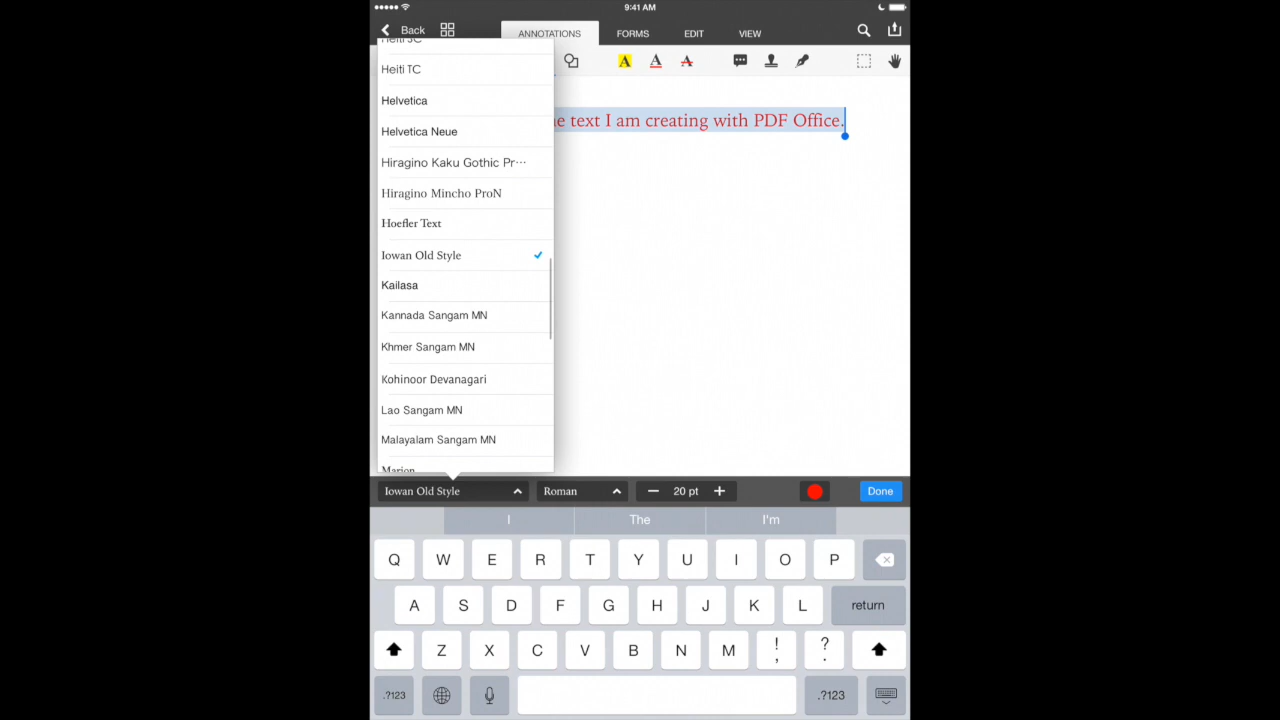 9:41 AM
Back
ANNOTATIONS FORMS EDIT VIEW
A A A
Heiti SC
Heiti TC
Helvetica
Helvetica Neue
Hiragino Kaku Gothic Pr···
Hiragino Mincho ProN
Hoefler Text
Iowan Old Style
Kailasa
Kannada Sangam MN
Khmer Sangam MN
Kohinoor Devanagari
Lao Sangam MN
Malayalam Sangam MN
Marion
text I am creating with PDF Office.
Iowan Old Style Roman 20 pt Done
I The I'm
Q W E R T Y U I O P
A S D F G H J K L return
Z X C V B N M ! , ? .
.?123 .?123